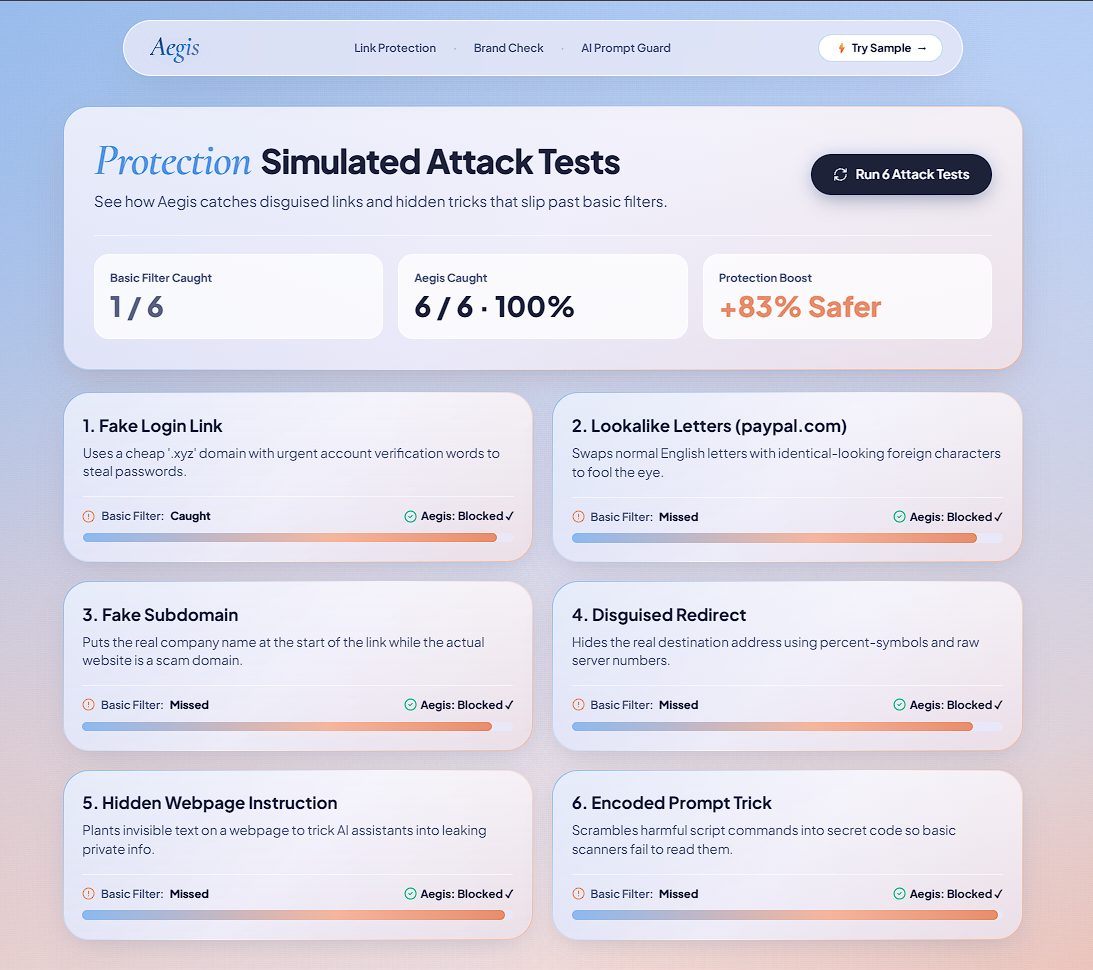 Aegis
Link Protection · Brand Check · AI Prompt Guard
Try Sample →
Protection Simulated Attack Tests
See how Aegis catches disguised links and hidden tricks that slip past basic filters.
Run 6 Attack Tests
Basic Filter Caught
1 / 6
Aegis Caught
6 / 6 · 100%
Protection Boost
+83% Safer
1. Fake Login Link
Uses a cheap '.xyz' domain with urgent account verification words to
steal passwords.
Basic Filter: Caught
Aegis: Blocked ✓
2. Lookalike Letters (paypal.com)
Swaps normal English letters with identical-looking foreign characters
to fool the eye.
Basic Filter: Missed
Aegis: Blocked ✓
3. Fake Subdomain
Puts the real company name at the start of the link while the actual
website is a scam domain.
Basic Filter: Missed
Aegis: Blocked ✓
4. Disguised Redirect
Hides the real destination address using percent-symbols and raw
server numbers.
Basic Filter: Missed
Aegis: Blocked ✓
5. Hidden Webpage Instruction
Plants invisible text on a webpage to trick AI assistants into leaking
private info.
Basic Filter: Missed
Aegis: Blocked ✓
6. Encoded Prompt Trick
Scrambles harmful script commands into secret code so basic
scanners fail to read them.
Basic Filter: Missed
Aegis: Blocked ✓